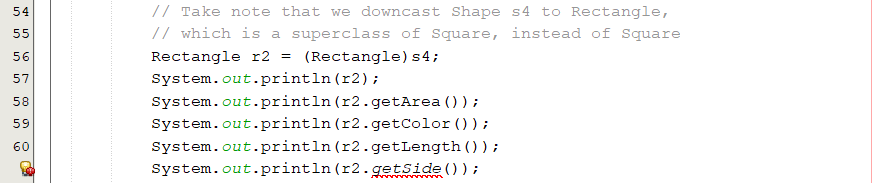 54 // Take note that we downcast Shape s4 to Rectangle,
55 // which is a superclass of Square, instead of Square
56 Rectangle r2 = (Rectangle)s4;
57 System.out.println(r2);
58 System.out.println(r2.getArea());
59 System.out.println(r2.getColor());
60 System.out.println(r2.getLength());
System.out.println(r2.getSide());